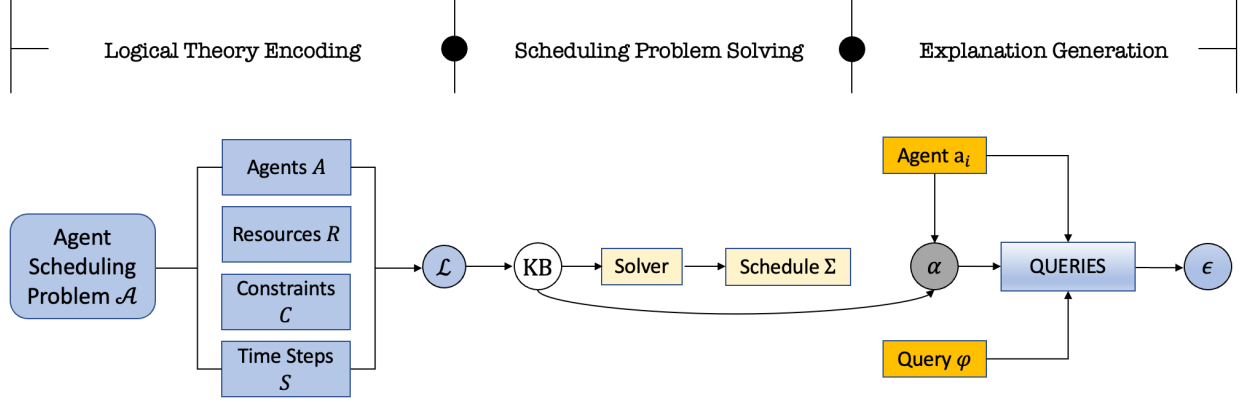 Logical Theory Encoding
Scheduling Problem Solving
Explanation Generation
Agent
Scheduling
Problem 𝒜
Agents A
Resources R
Constraints
C
Time Steps
S
ℒ
KB
Solver
Schedule Σ
Agent aᵢ
α
QUERIES
ϵ
Query φ